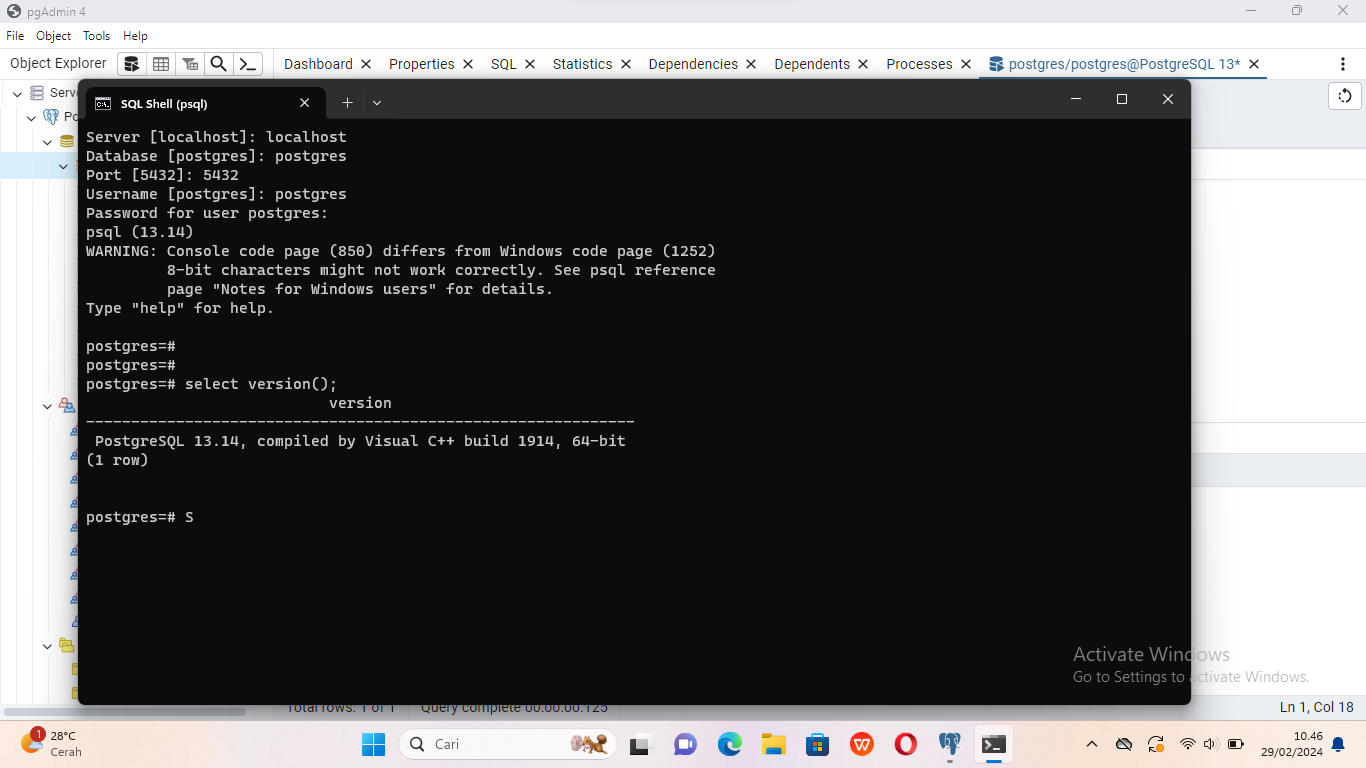 pgAdmin 4
File Object Tools Help
Object Explorer
Dashboard Properties SQL Statistics Dependencies Dependents Processes postgres/postgres@PostgreSQL 13*
SQL Shell (psql)
Server [localhost]: localhost
Database [postgres]: postgres
Port [5432]: 5432
Username [postgres]: postgres
Password for user postgres:
psql (13.14)
WARNING: Console code page (850) differs from Windows code page (1252)
8-bit characters might not work correctly. See psql reference
page "Notes for Windows users" for details.
Type "help" for help.
postgres=#
postgres=#
postgres=# select version();
version
-------------------------------------------------------------
PostgreSQL 13.14, compiled by Visual C++ build 1914, 64-bit
(1 row)
postgres=# S
Activate Windows
Go to Settings to activate Windows.
Total rows: 1 of 1 Query complete 00:00:00.125 Ln 1, Col 18
1
28°C
Cerah
Cari
10.46
29/02/2024